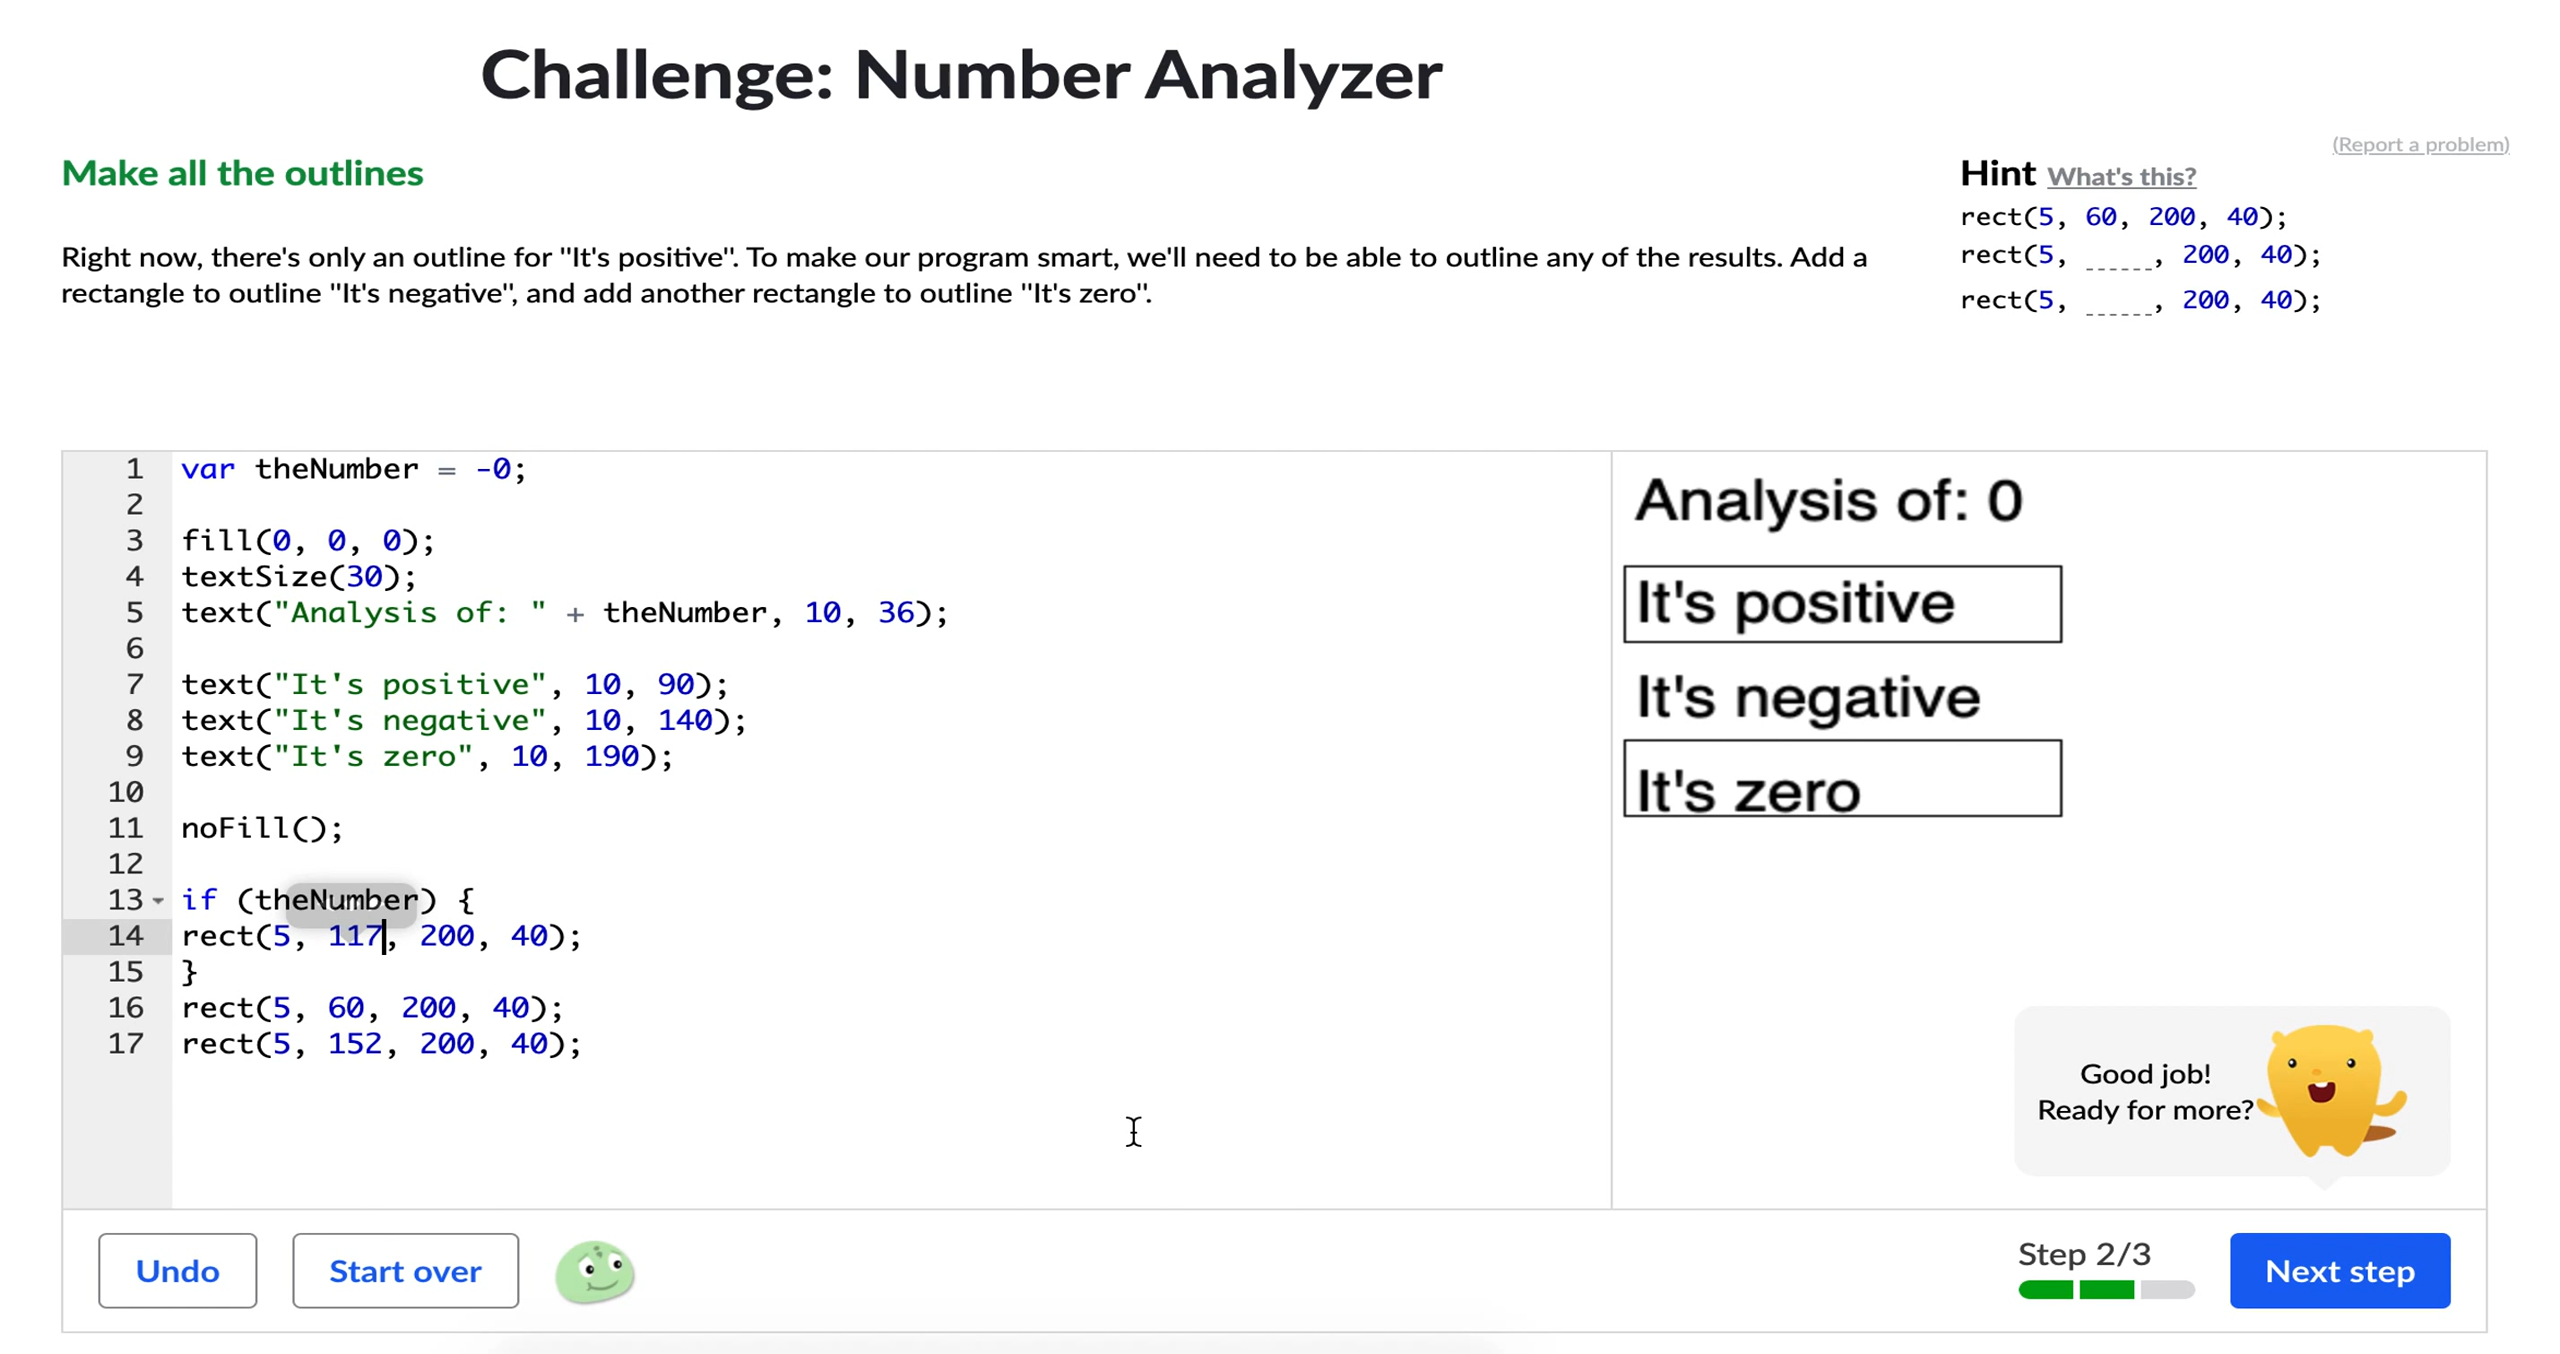 Challenge: Number Analyzer
(Report a problem)
Make all the outlines
Right now, there's only an outline for "It's positive". To make our program smart, we'll need to be able to outline any of the results. Add a
rectangle to outline "It's negative", and add another rectangle to outline "It's zero".
Hint What's this?
rect(5, 60, 200, 40);
rect(5, ______, 200, 40);
rect(5, ______, 200, 40);
1 var theNumber = -0;
2
3 fill(0, 0, 0);
4 textSize(30);
5 text("Analysis of: " + theNumber, 10, 36);
6
7 text("It's positive", 10, 90);
8 text("It's negative", 10, 140);
9 text("It's zero", 10, 190);
10
11 noFill();
12
13 if (theNumber) {
14 rect(5, 117, 200, 40);
15 }
16 rect(5, 60, 200, 40);
17 rect(5, 152, 200, 40);
Analysis of: 0
It's positive
It's negative
It's zero
Good job!
Ready for more?
Undo
Start over
Step 2/3
Next step